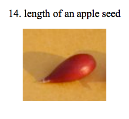 14. length of an apple seed